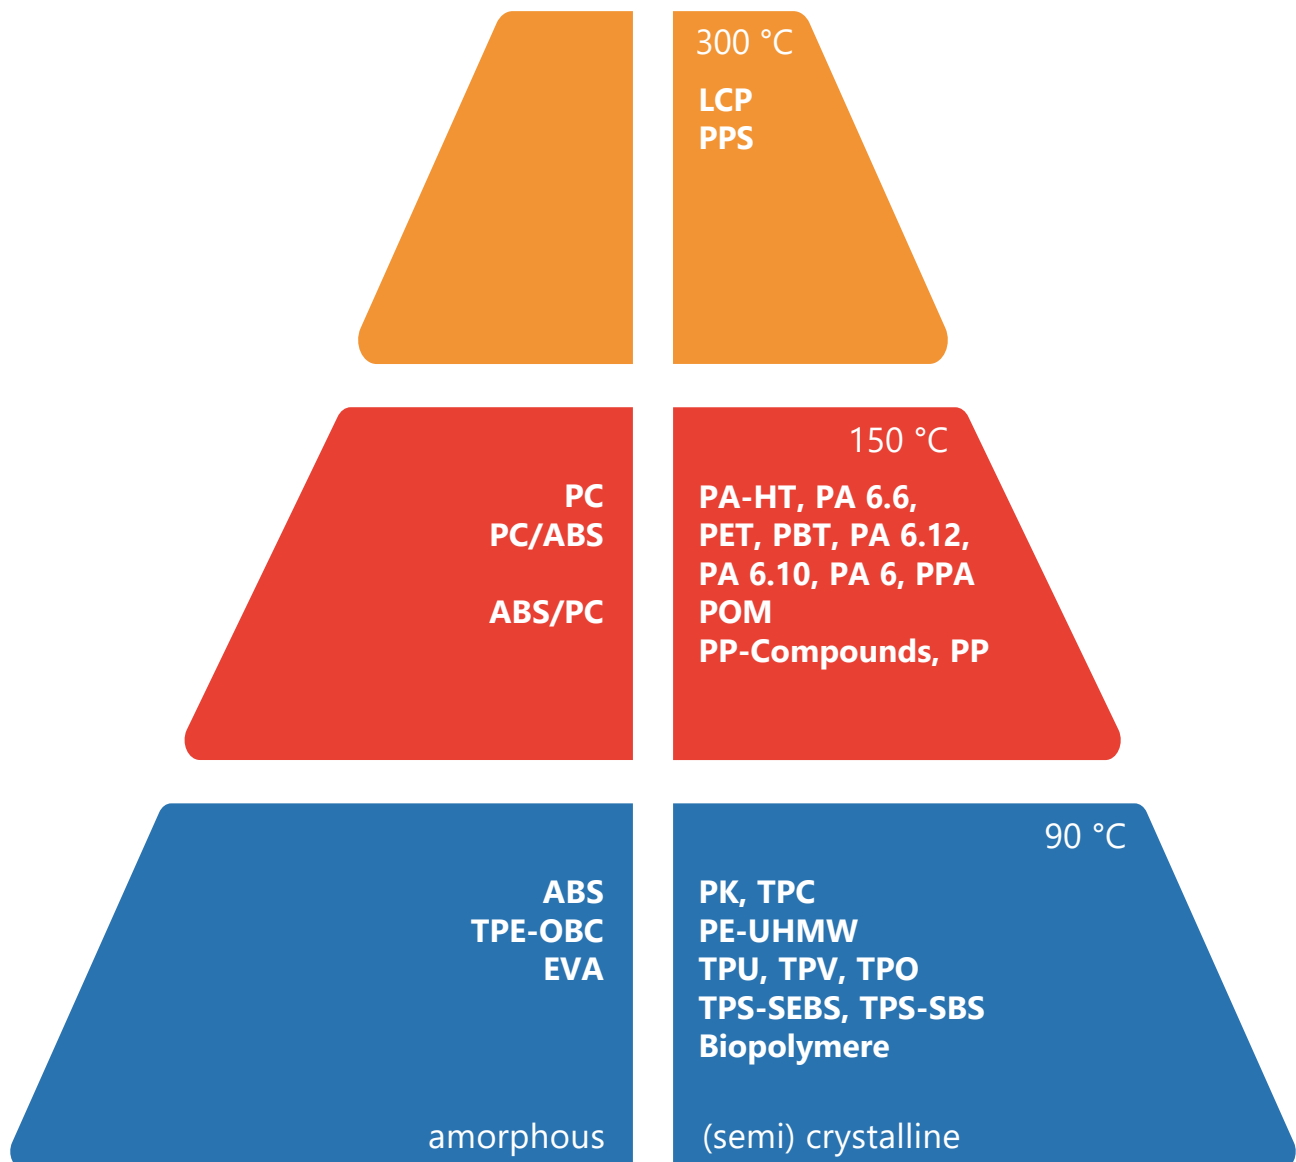 300 °C
LCP
PPS
150 °C
PC
PC/ABS
ABS/PC
PA-HT, PA 6.6,
PET, PBT, PA 6.12,
PA 6.10, PA 6, PPA
POM
PP-Compounds, PP
90 °C
ABS
TPE-OBC
EVA
PK, TPC
PE-UHMW
TPU, TPV, TPO
TPS-SEBS, TPS-SBS
Biopolymere
amorphous
(semi) crystalline